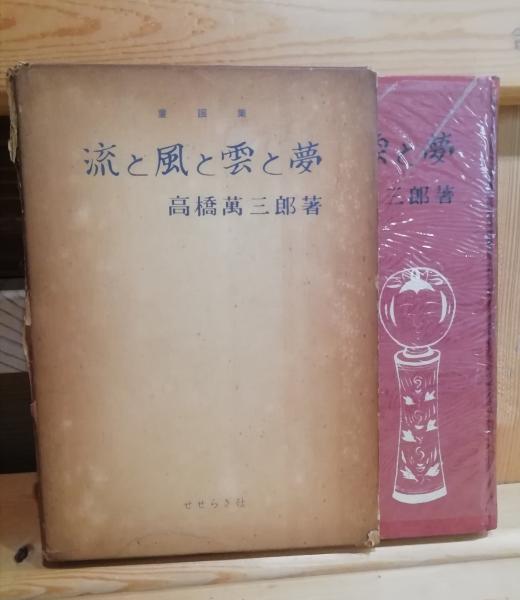 童謡集
流と風と雲と夢
高橋萬三郎著
せせらぎ社
雲と夢
三郎著